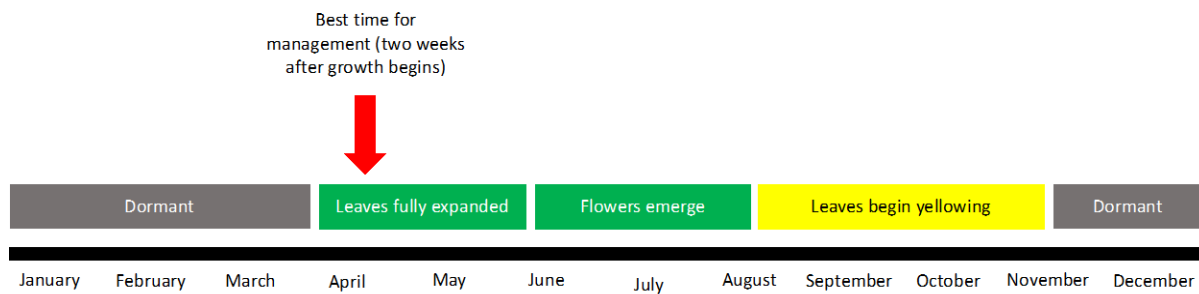 Best time for
management (two weeks
after growth begins)
Dormant
Leaves fully expanded
Flowers emerge
Leaves begin yellowing
Dormant
January
February
March
April
May
June
July
August
September
October
November
December